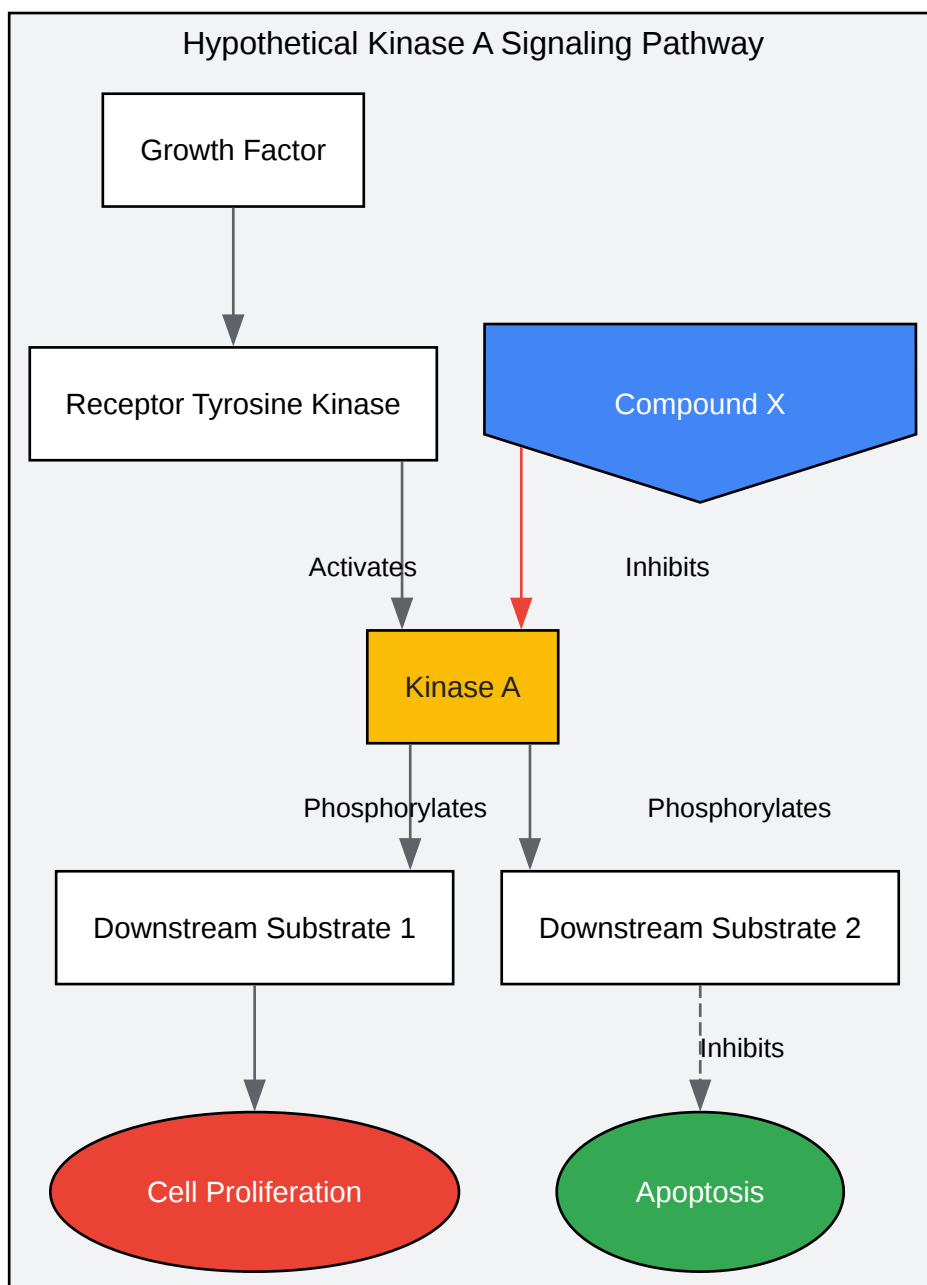 Hypothetical Kinase A Signaling Pathway
Growth Factor
Receptor Tyrosine Kinase
Compound X
Activates
Inhibits
Kinase A
Phosphorylates
Phosphorylates
Downstream Substrate 1
Downstream Substrate 2
Inhibits
Cell Proliferation
Apoptosis